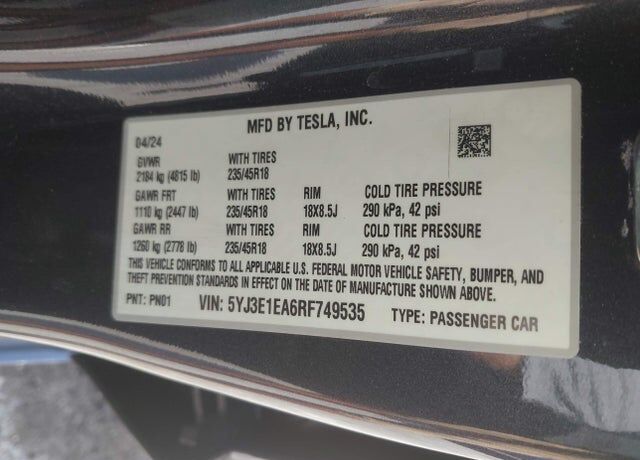 MFD BY TESLA, INC.
04/24
GVWR WITH TIRES
2184 kg (4815 lb) 235/45R18
GAWR FRT WITH TIRES RIM COLD TIRE PRESSURE
1110 kg (2447 lb) 235/45R18 18X8.5J 290 kPa, 42 psi
GAWR RR WITH TIRES RIM COLD TIRE PRESSURE
1260 kg (2778 lb) 235/45R18 18X8.5J 290 kPa, 42 psi
THIS VEHICLE CONFORMS TO ALL APPLICABLE U.S. FEDERAL MOTOR VEHICLE SAFETY, BUMPER, AND
THEFT PREVENTION STANDARDS IN EFFECT ON THE DATE OF MANUFACTURE SHOWN ABOVE.
PNT: PN01 VIN: 5YJ3E1EA6RF749535 TYPE: PASSENGER CAR